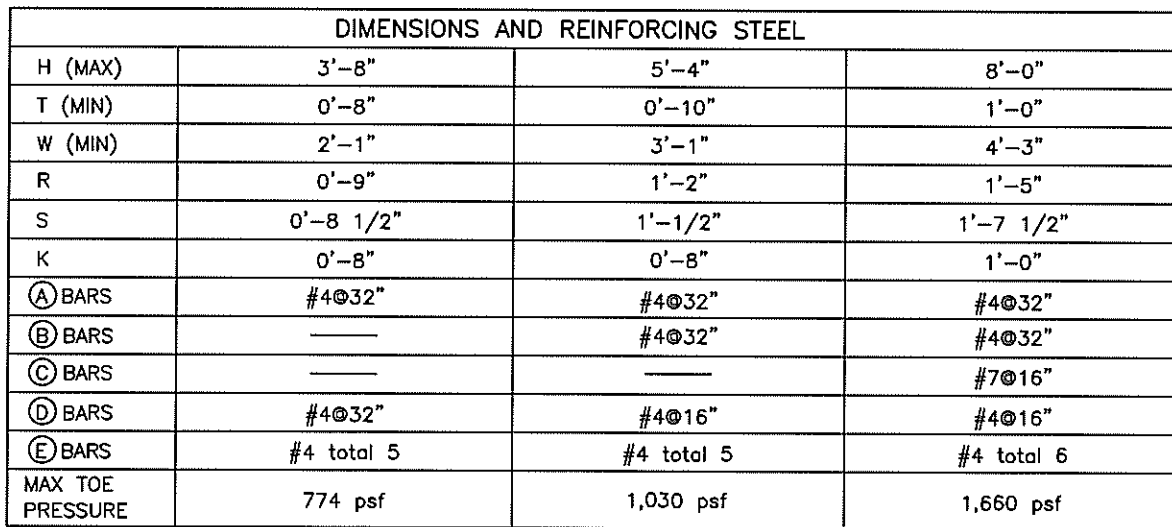 DIMENSIONS AND REINFORCING STEEL
H (MAX) 3'-8" 5'-4" 8'-0"
T (MIN) 0'-8" 0'-10" 1'-0"
W (MIN) 2'-1" 3'-1" 4'-3"
R 0'-9" 1'-2" 1'-5"
S 0'-8 1/2" 1'-1/2" 1'-7 1/2"
K 0'-8" 0'-8" 1'-0"
Ⓐ BARS #4@32" #4@32" #4@32"
Ⓑ BARS —— #4@32" #4@32"
Ⓒ BARS —— —— #7@16"
Ⓓ BARS #4@32" #4@16" #4@16"
Ⓔ BARS #4 total 5 #4 total 5 #4 total 6
MAX TOE
PRESSURE 774 psf 1,030 psf 1,660 psf